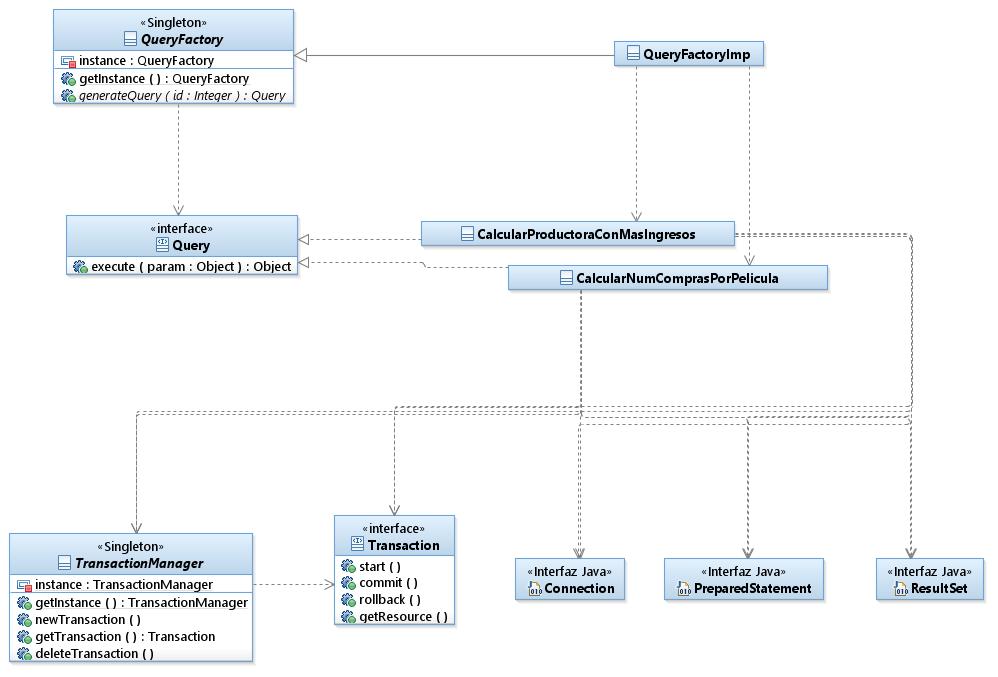 «Singleton»
QueryFactory
instance : QueryFactory
getInstance ( ) : QueryFactory
generateQuery ( id : Integer ) : Query
QueryFactoryImp
«interface»
Query
execute ( param : Object ) : Object
CalcularProductoraConMasIngresos
CalcularNumComprasPorPelicula
«Singleton»
TransactionManager
instance : TransactionManager
getInstance ( ) : TransactionManager
newTransaction ( )
getTransaction ( ) : Transaction
deleteTransaction ( )
«interface»
Transaction
start ( )
commit ( )
rollback ( )
getResource ( )
«Interfaz Java»
Connection
«Interfaz Java»
PreparedStatement
«Interfaz Java»
ResultSet